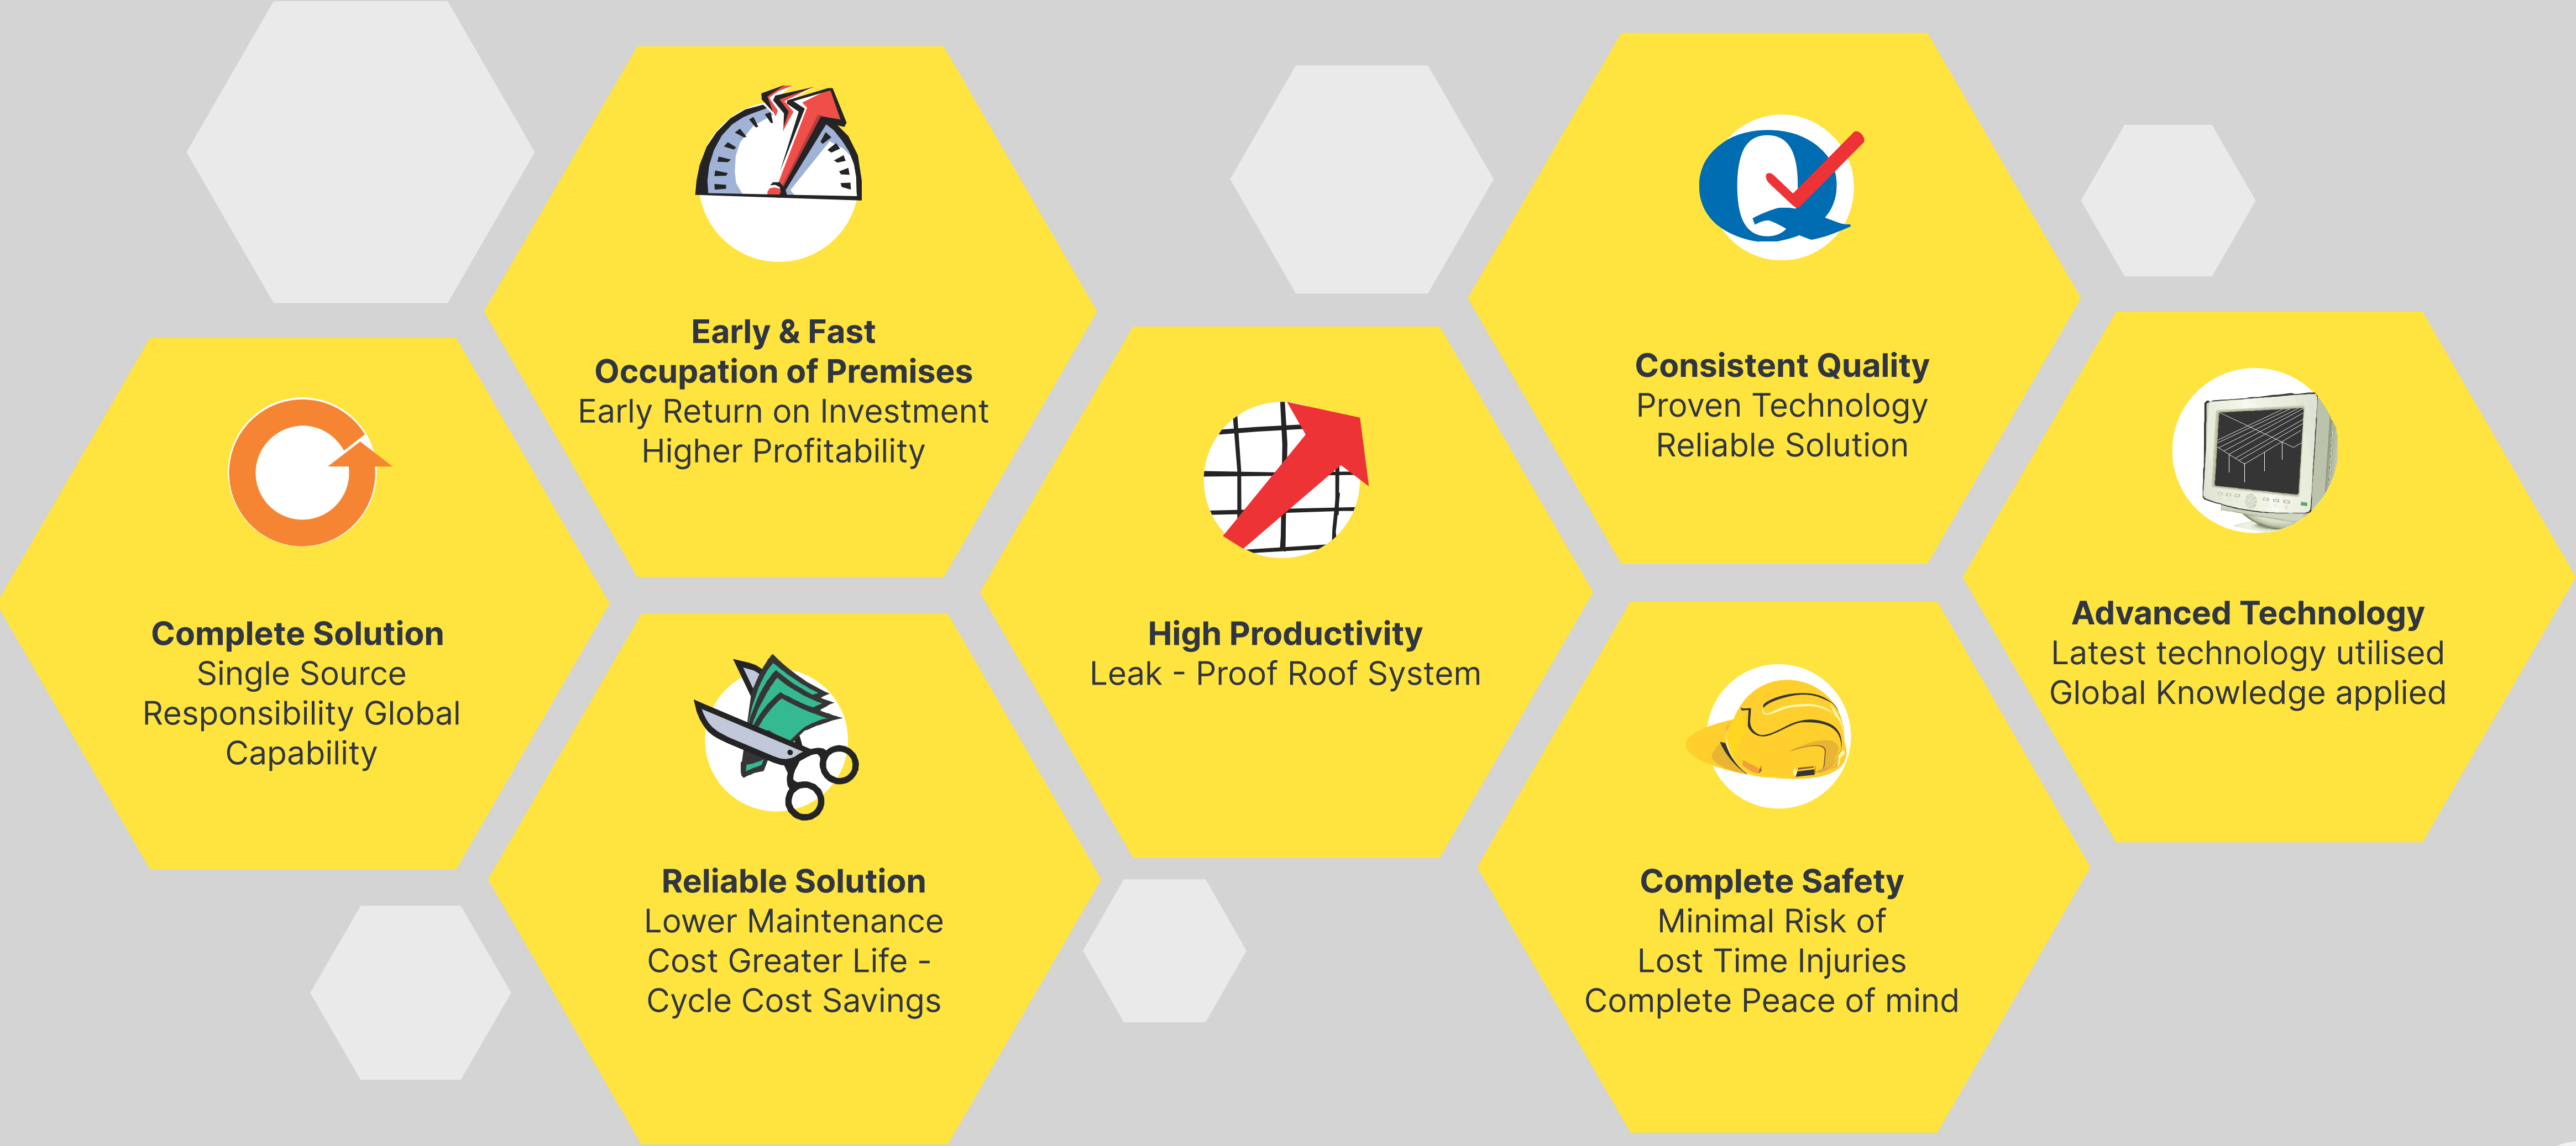 Early & Fast
Occupation of Premises
Early Return on Investment
Higher Profitability
Consistent Quality
Proven Technology
Reliable Solution
Complete Solution
Single Source
Responsibility Global
Capability
High Productivity
Leak - Proof Roof System
Advanced Technology
Latest technology utilised
Global Knowledge applied
Reliable Solution
Lower Maintenance
Cost Greater Life -
Cycle Cost Savings
Complete Safety
Minimal Risk of
Lost Time Injuries
Complete Peace of mind